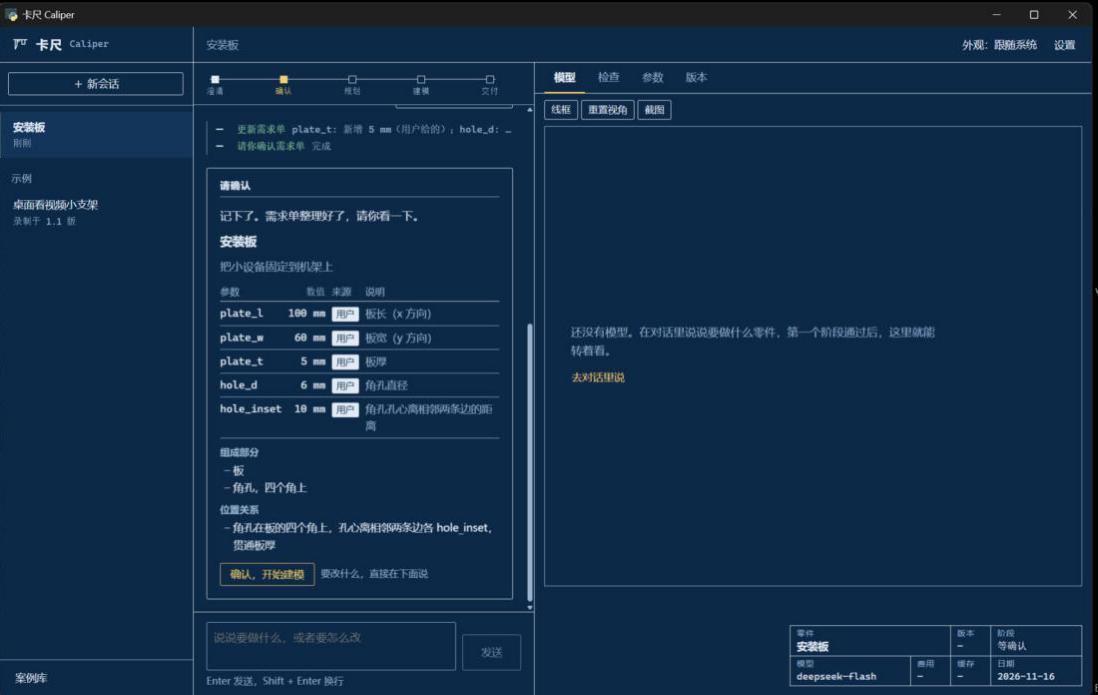 卡尺 Caliper
卡尺 Caliper
安装板
外观：跟随系统 设置
+ 新会话
安装板
刚刚
示例
桌面看视频小支架
录制于 1.1 版
案例库
澄清 确认 规划 建模 交付
— 更新需求单 plate_t: 新增 5 mm（用户给的）; hole_d: …
— 请你确认需求单 完成
请确认
记下了。需求单整理好了，请你看一下。
安装板
把小设备固定到机架上
参数 数值 来源 说明
plate_l 100 mm 用户 板长（x 方向）
plate_w 60 mm 用户 板宽（y 方向）
plate_t 5 mm 用户 板厚
hole_d 6 mm 用户 角孔直径
hole_inset 10 mm 用户 角孔孔心离相邻两条边的距
离
组成部分
– 板
– 角孔，四个角上
位置关系
– 角孔在板的四个角上，孔心离相邻两条边各 hole_inset，
贯通板厚
确认，开始建模 要改什么，直接在下面说
说说要做什么，或者要怎么改
发送
Enter 发送，Shift + Enter 换行
模型 检查 参数 版本
线框 重置视角 截图
还没有模型。在对话里说说要做什么零件，第一个阶段通过后，这里就能
转着看。
去对话里说
零件 版本 阶段
安装板 – 等确认
模型 费用 缓存 日期
deepseek-flash – – 2026-11-16